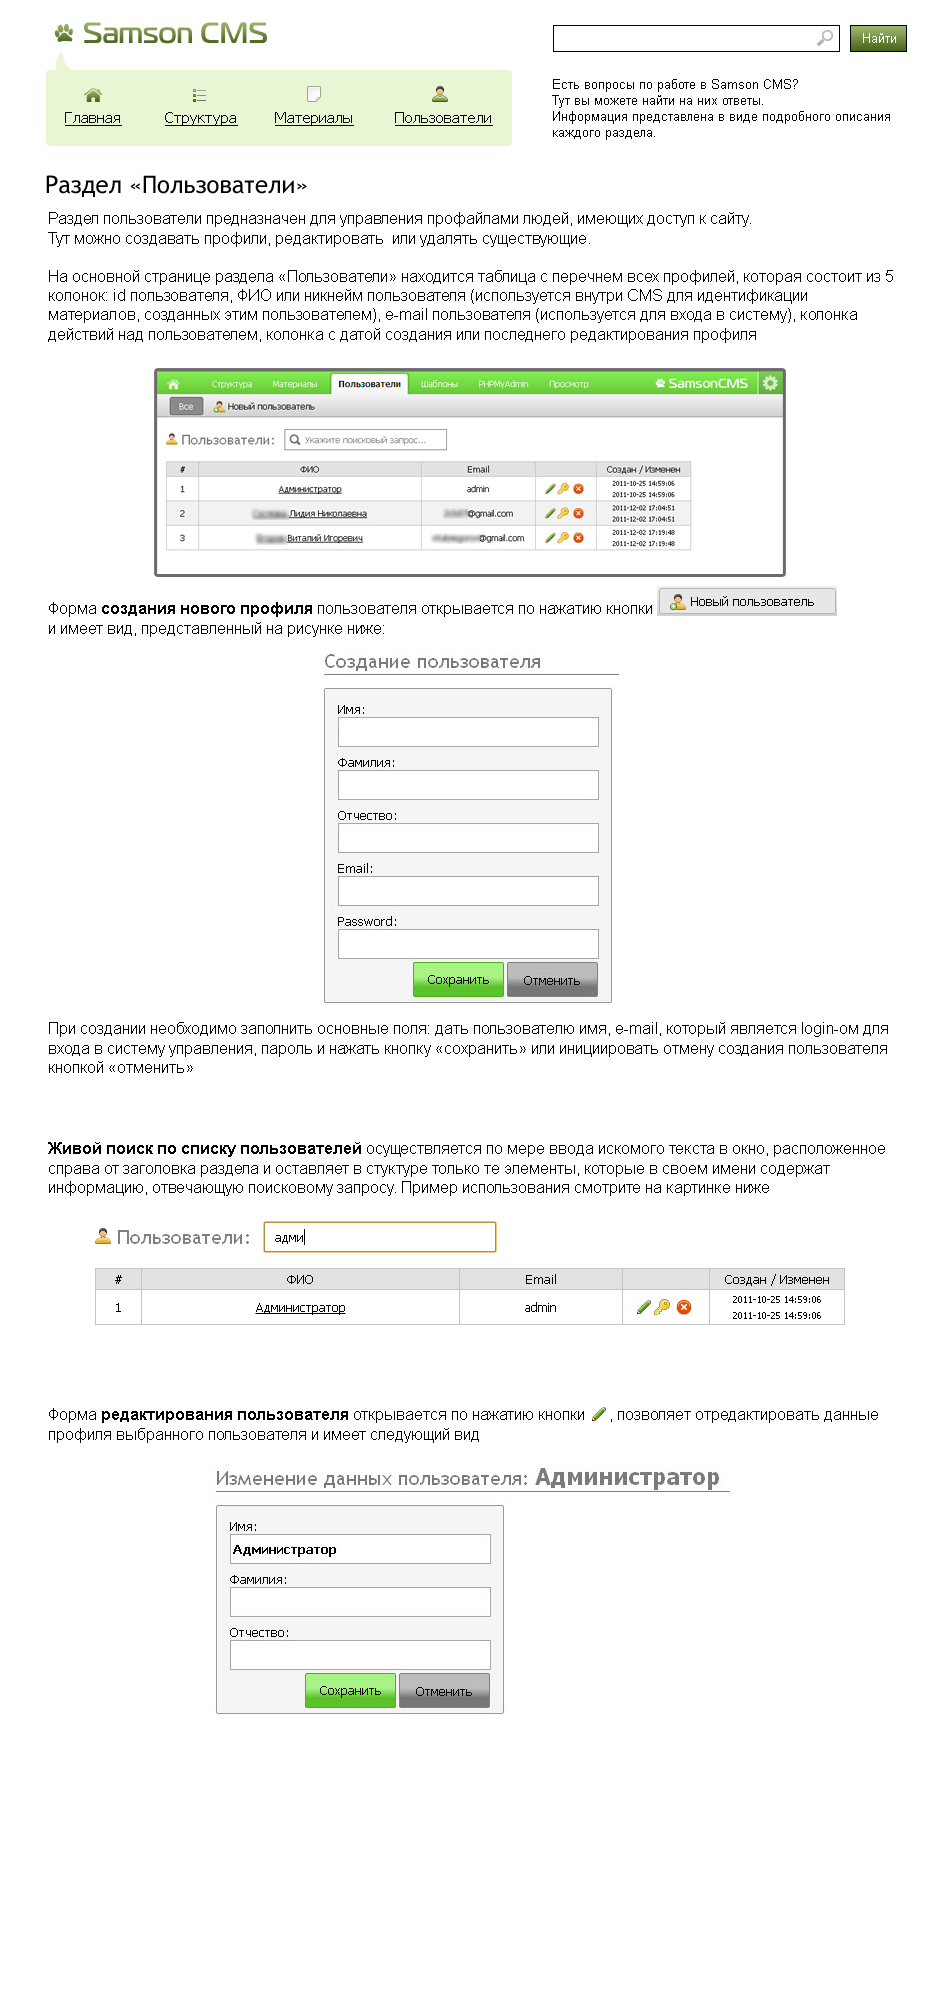 Samson CMS
Найти
Главная Структура Материалы Пользователи
Есть вопросы по работе в Samson CMS?
Тут вы можете найти на них ответы.
Информация представлена в виде подробного описания
каждого раздела.
Раздел «Пользователи»
Раздел пользователи предназначен для управления профайлами людей, имеющих доступ к сайту.
Тут можно создавать профили, редактировать или удалять существующие.
На основной странице раздела «Пользователи» находится таблица с перечнем всех профилей, которая состоит из 5
колонок: id пользователя, ФИО или никнейм пользователя (используется внутри CMS для идентификации
материалов, созданных этим пользователем), e-mail пользователя (используется для входа в систему), колонка
действий над пользователем, колонка с датой создания или последнего редактирования профиля
Структура Материалы Пользователи Шаблоны PHPMyAdmin Просмотр SamsonCMS
Все Новый пользователь
Пользователи: Укажите поисковый запрос...
# ФИО Email Создан / Изменен
1 Администратор admin 2011-10-25 14:59:06
2011-10-25 14:59:06
2 Лидия Николаевна @gmail.com 2011-12-02 17:04:51
2011-12-02 17:04:51
3 Виталий Игоревич @gmail.com 2011-12-02 17:19:48
2011-12-02 17:19:48
Форма создания нового профиля пользователя открывается по нажатию кнопки Новый пользователь
и имеет вид, представленный на рисунке ниже:
Создание пользователя
Имя:
Фамилия:
Отчество:
Email:
Password:
Сохранить Отменить
При создании необходимо заполнить основные поля: дать пользователю имя, e-mail, который является login-ом для
входа в систему управления, пароль и нажать кнопку «сохранить» или инициировать отмену создания пользователя
кнопкой «отменить»
Живой поиск по списку пользователей осуществляется по мере ввода искомого текста в окно, расположенное
справа от заголовка раздела и оставляет в стуктуре только те элементы, которые в своем имени содержат
информацию, отвечающую поисковому запросу. Пример использования смотрите на картинке ниже
Пользователи: адми
# ФИО Email Создан / Изменен
1 Администратор admin 2011-10-25 14:59:06
2011-10-25 14:59:06
Форма редактирования пользователя открывается по нажатию кнопки , позволяет отредактировать данные
профиля выбранного пользователя и имеет следующий вид
Изменение данных пользователя: Администратор
Имя:
Администратор
Фамилия:
Отчество:
Сохранить Отменить